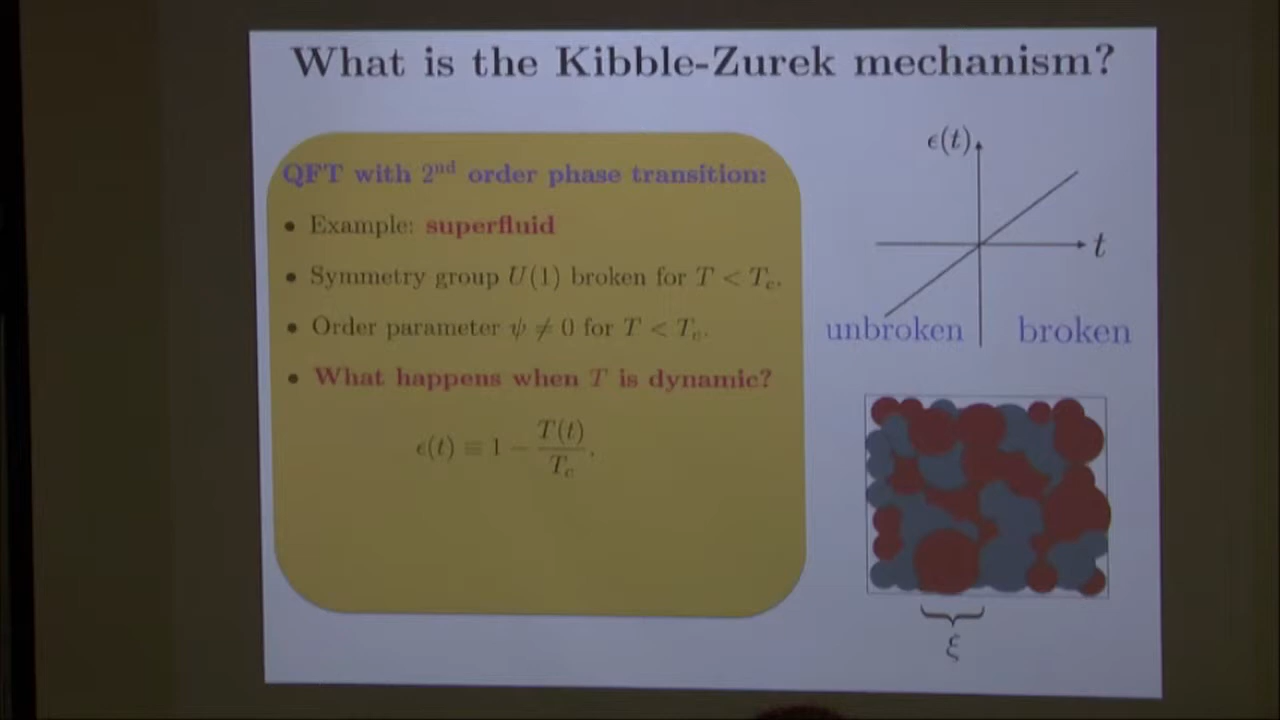 What is the Kibble-Zurek mechanism?
QFT with 2nd order phase transition:
• Example: superfluid
• Symmetry group U(1) broken for T < Tc.
• Order parameter ψ ≠ 0 for T < Tc.
• What happens when T is dynamic?
ϵ(t) ≡ 1 − T(t)/Tc.
ϵ(t)
t
unbroken
broken
ξ